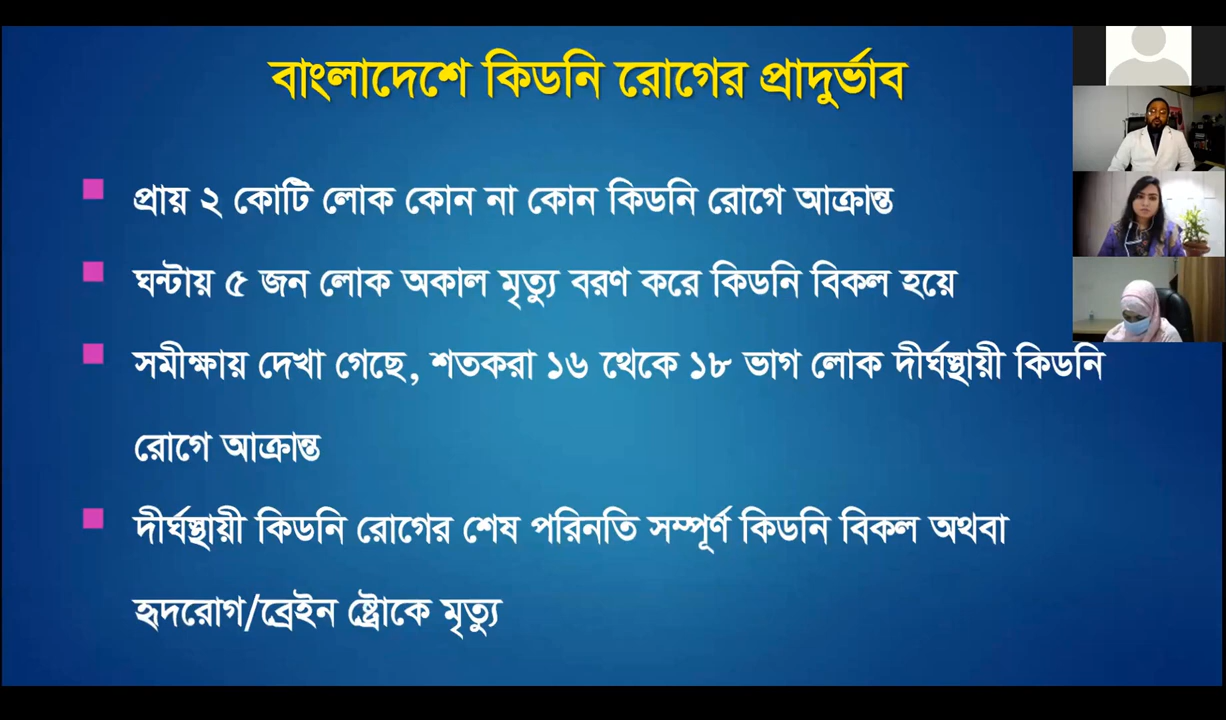 বাংলাদেশে কিডনি রোগের প্রাদুর্ভাব
প্রায় ২ কোটি লোক কোন না কোন কিডনি রোগে আক্রান্ত
ঘন্টায় ৫ জন লোক অকাল মৃত্যু বরণ করে কিডনি বিকল হয়ে
সমীক্ষায় দেখা গেছে, শতকরা ১৬ থেকে ১৮ ভাগ লোক দীর্ঘস্থায়ী কিডনি
রোগে আক্রান্ত
দীর্ঘস্থায়ী কিডনি রোগের শেষ পরিনতি সম্পূর্ণ কিডনি বিকল অথবা
হৃদরোগ/ব্রেইন ষ্ট্রোকে মৃত্যু